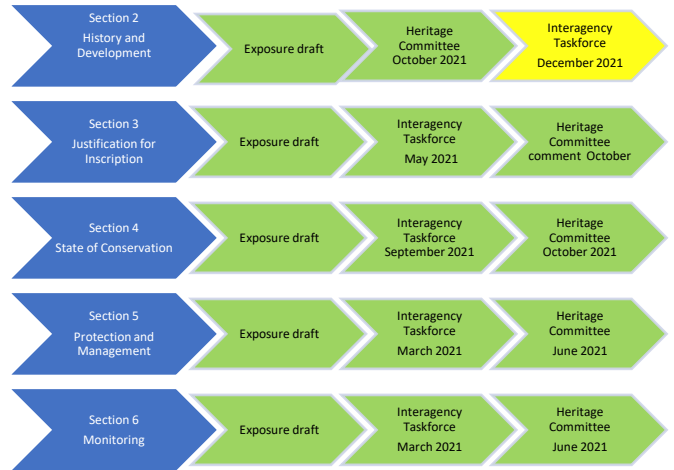 Section 2
History and
Development
Exposure draft
Heritage
Committee
October 2021
Interagency
Taskforce
December 2021
Section 3
Justification for
Inscription
Exposure draft
Interagency
Taskforce
May 2021
Heritage
Committee
comment October
Section 4
State of Conservation
Exposure draft
Interagency
Taskforce
September 2021
Heritage
Committee
October 2021
Section 5
Protection and
Management
Exposure draft
Interagency
Taskforce
March 2021
Heritage
Committee
June 2021
Section 6
Monitoring
Exposure draft
Interagency
Taskforce
March 2021
Heritage
Committee
June 2021